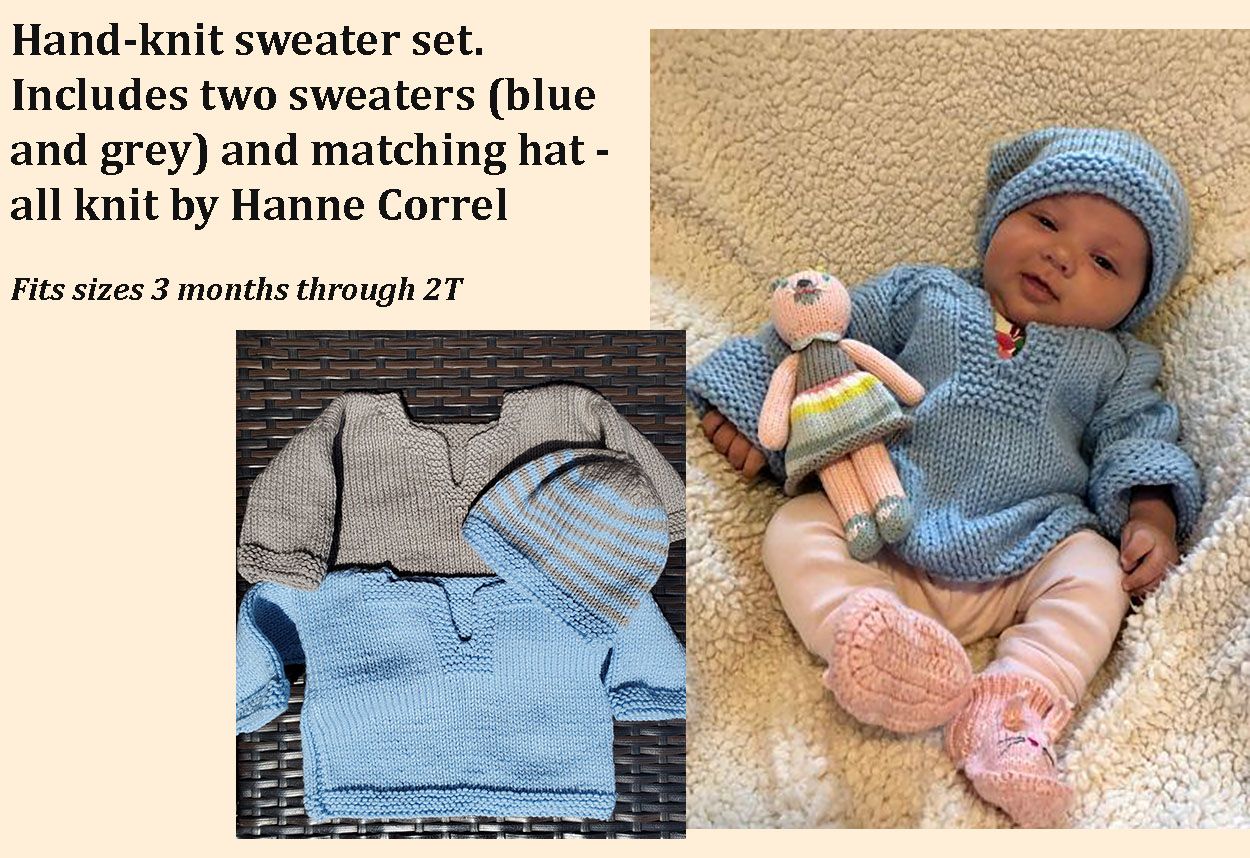 Hand-knit sweater set.
Includes two sweaters (blue
and grey) and matching hat -
all knit by Hanne Correl
Fits sizes 3 months through 2T